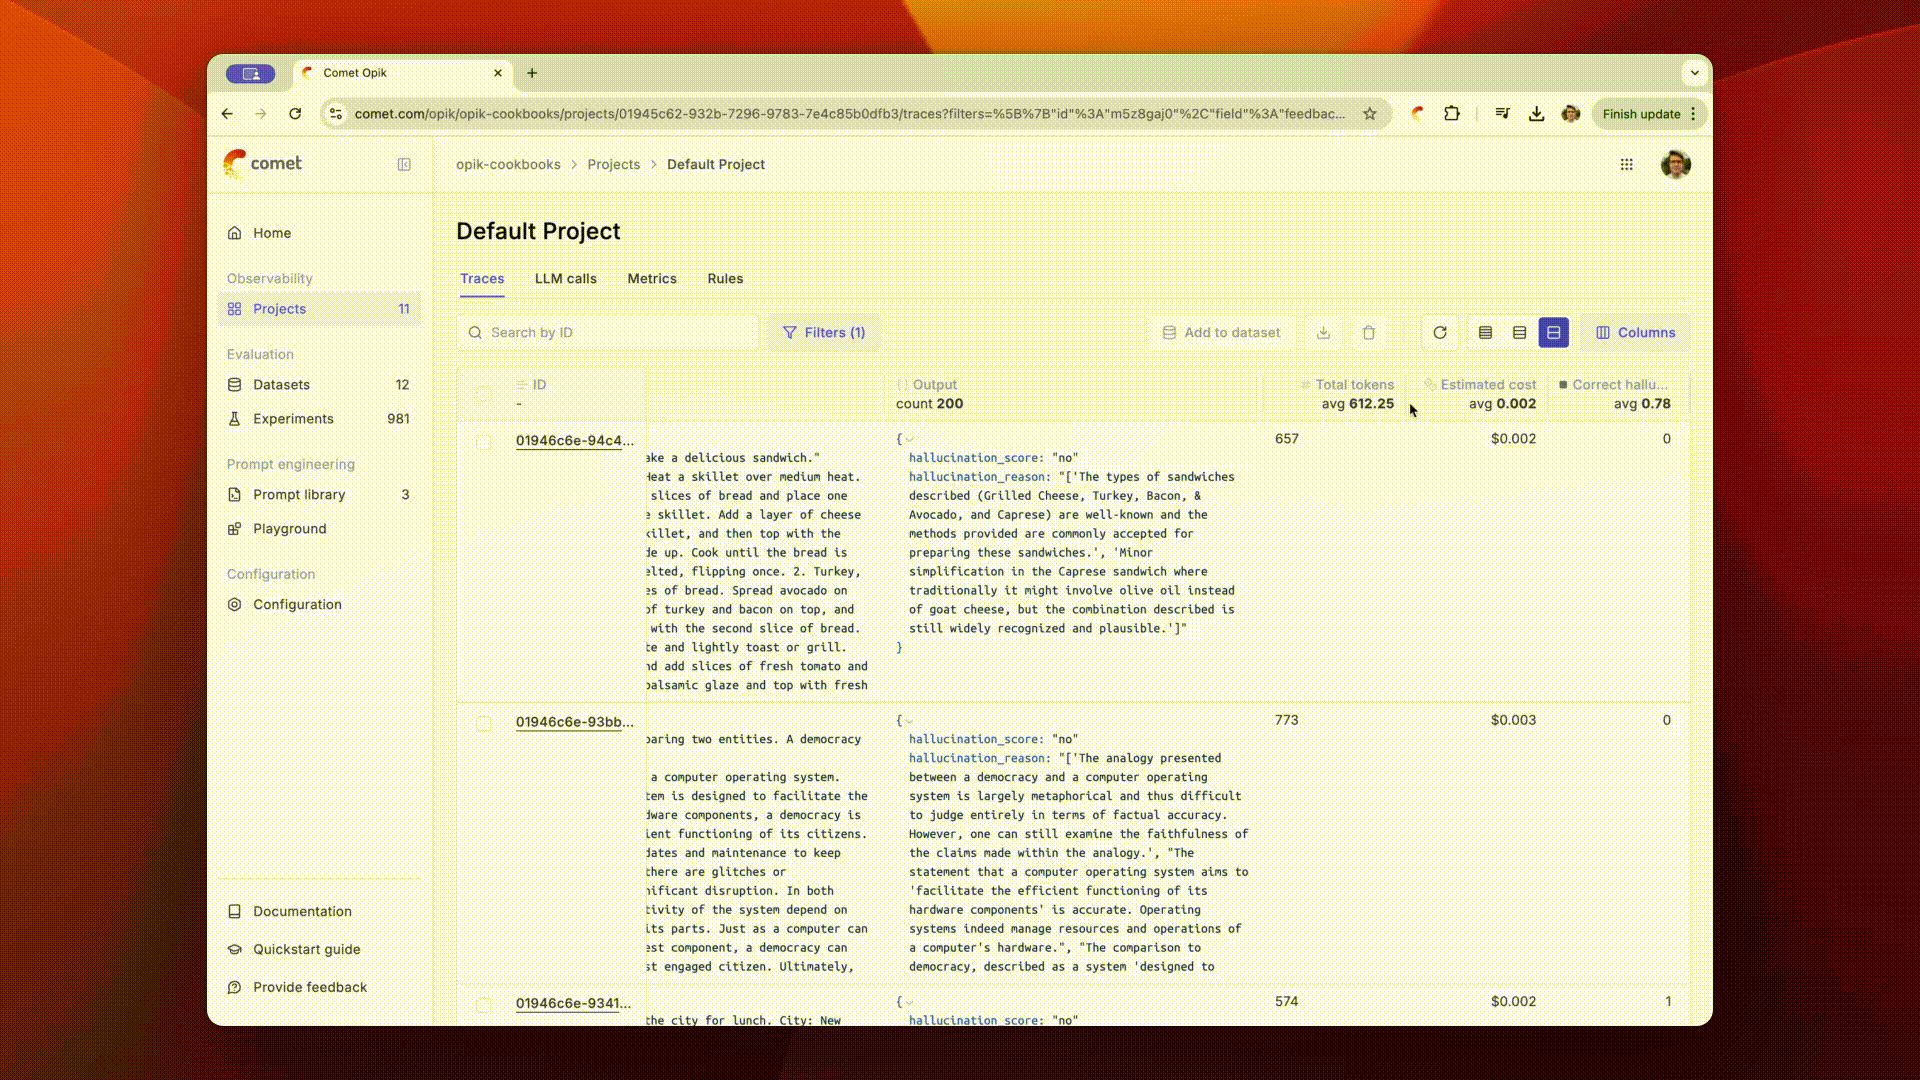 Comet Opik
comet.com/opik/opik-cookbooks/projects/01945c62-932b-7296-9783-7e4c85b0dfb3/traces?filters=%5B%7B"id"%3A"m5z8gaj0"%2C"field"%3A"feedbac...
Finish update
comet
opik-cookbooks > Projects > Default Project
Home
Observability
Projects 11
Evaluation
Datasets 12
Experiments 981
Prompt engineering
Prompt library 3
Playground
Configuration
Configuration
Documentation
Quickstart guide
Provide feedback
Default Project
Traces LLM calls Metrics Rules
Search by ID
Filters (1)
Add to dataset
Columns
ID
-
Output
count 200
Total tokens
avg 612.25
Estimated cost
avg 0.002
Correct hallu...
avg 0.78
01946c6e-94c4...
ake a delicious sandwich."
Heat a skillet over medium heat.
slices of bread and place one
e skillet. Add a layer of cheese
killet, and then top with the
de up. Cook until the bread is
elted, flipping once. 2. Turkey,
es of bread. Spread avocado on
of turkey and bacon on top, and
with the second slice of bread.
te and lightly toast or grill.
nd add slices of fresh tomato and
balsamic glaze and top with fresh
{
hallucination_score: "no"
hallucination_reason: "['The types of sandwiches
described (Grilled Cheese, Turkey, Bacon, &
Avocado, and Caprese) are well-known and the
methods provided are commonly accepted for
preparing these sandwiches.', 'Minor
simplification in the Caprese sandwich where
traditionally it might involve olive oil instead
of goat cheese, but the combination described is
still widely recognized and plausible.']"
}
657
$0.002
0
01946c6e-93bb...
paring two entities. A democracy
a computer operating system.
tem is designed to facilitate the
dware components, a democracy is
ient functioning of its citizens.
dates and maintenance to keep
there are glitches or
nificant disruption. In both
tivity of the system depend on
its parts. Just as a computer can
est component, a democracy can
st engaged citizen. Ultimately,
{
hallucination_score: "no"
hallucination_reason: "['The analogy presented
between a democracy and a computer operating
system is largely metaphorical and thus difficult
to judge entirely in terms of factual accuracy.
However, one can still examine the faithfulness of
the claims made within the analogy.', "The
statement that a computer operating system aims to
'facilitate the efficient functioning of its
hardware components' is accurate. Operating
systems indeed manage resources and operations of
a computer's hardware.", "The comparison to
democracy, described as a system 'designed to
773
$0.003
0
01946c6e-9341...
the city for lunch. City: New
{
hallucination_score: "no"
574
$0.002
1